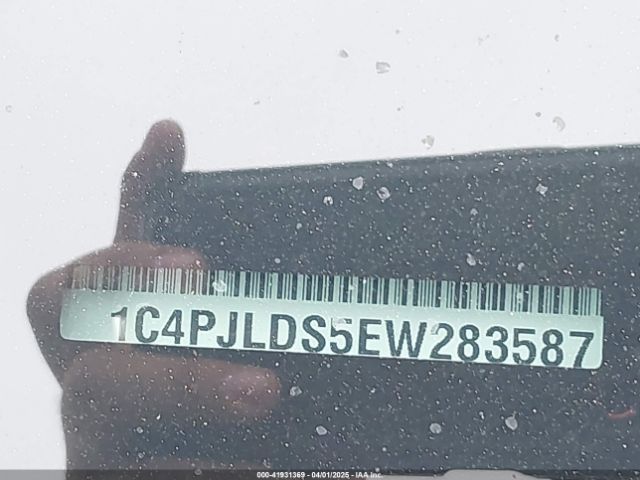 1C4PJLDS5EW283587
000-41931369 - 04/01/2025 - IAA Inc.